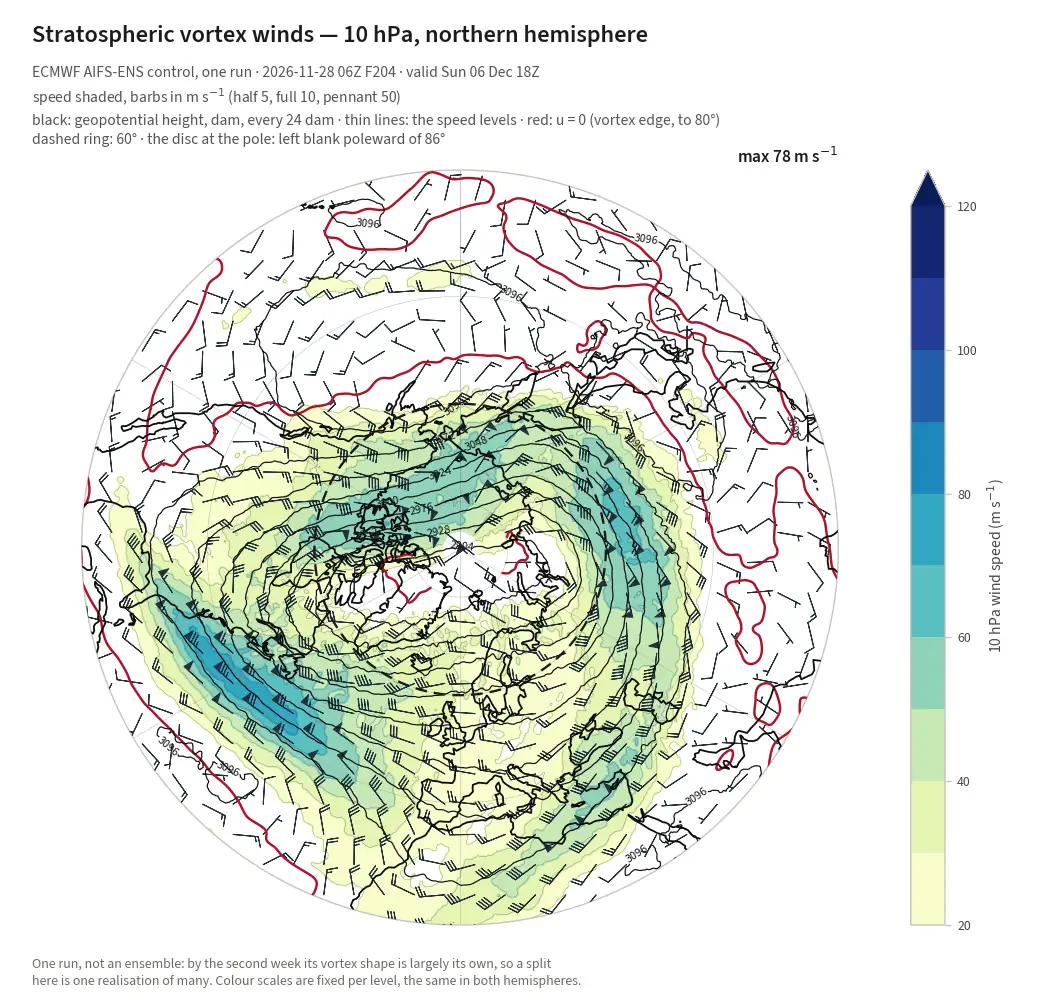 Stratospheric vortex winds — 10 hPa, northern hemisphere
ECMWF AIFS-ENS control, one run · 2026-11-28 06Z F204 · valid Sun 06 Dec 18Z
speed shaded, barbs in m s⁻¹ (half 5, full 10, pennant 50)
black: geopotential height, dam, every 24 dam · thin lines: the speed levels · red: u = 0 (vortex edge, to 80°)
dashed ring: 60° · the disc at the pole: left blank poleward of 86°
max 78 m s⁻¹
120
100
80
60
40
20
10 hPa wind speed (m s⁻¹)
3096
3096
3096
3048
2928
3096
3096
3096
3096
One run, not an ensemble: by the second week its vortex shape is largely its own, so a split
here is one realisation of many. Colour scales are fixed per level, the same in both hemispheres.